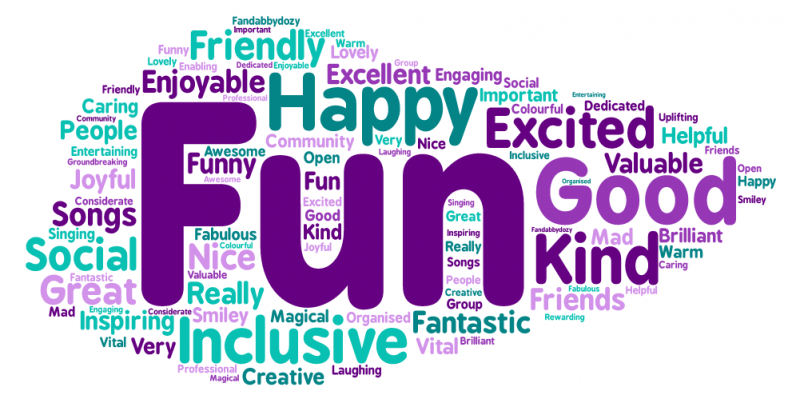 Fandabbydozy
Important
Excellent
Funny
Friendly
Warm
Lovely
Lovely
Enabling
Dedicated
Enjoyable
Group
Friendly
Enjoyable
Excellent
Engaging
Social
Professional
Happy
Important
Entertaining
Caring
Colourful
Dedicated
Community
People
Excited
Uplifting
Helpful
Fun
Community
Very
Nice
Entertaining
Awesome
Laughing
Inclusive
Friends
Groundbreaking
Funny
Open
Valuable
Open
Joyful
Awesome
Fun
Good
Organised
Happy
Considerate
Excited
Singing
Smiley
Songs
Good
Great
Singing
Fabulous
Kind
Inspiring
Fandabbydozy
Mad
Brilliant
Social
Colourful
Joyful
Really
Kind
Warm
Nice
Songs
Caring
Fantastic
Valuable
People
Great
Really
Creative
Friends
Fabulous
Helpful
Mad
Engaging
Considerate
Group
Inspiring
Smiley
Magical
Organised
Fantastic
Rewarding
Vital
Very
Inclusive
Vital
Brilliant
Professional
Magical
Creative
Laughing